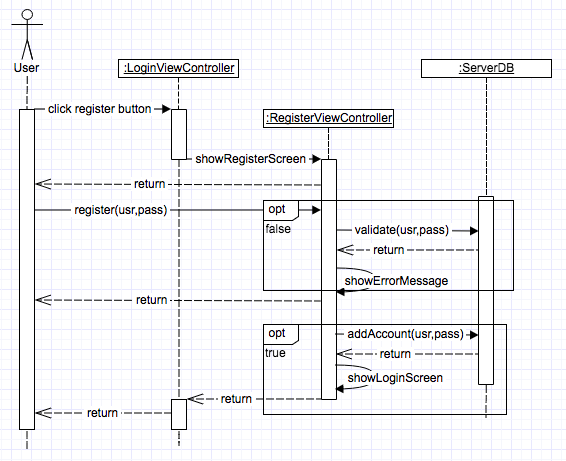 User
:LoginViewController
:ServerDB
click register button
:RegisterViewController
showRegisterScreen
return
register(usr,pass)
opt
false
validate(usr,pass)
return
showErrorMessage
return
opt
true
addAccount(usr,pass)
return
showLoginScreen
return
return